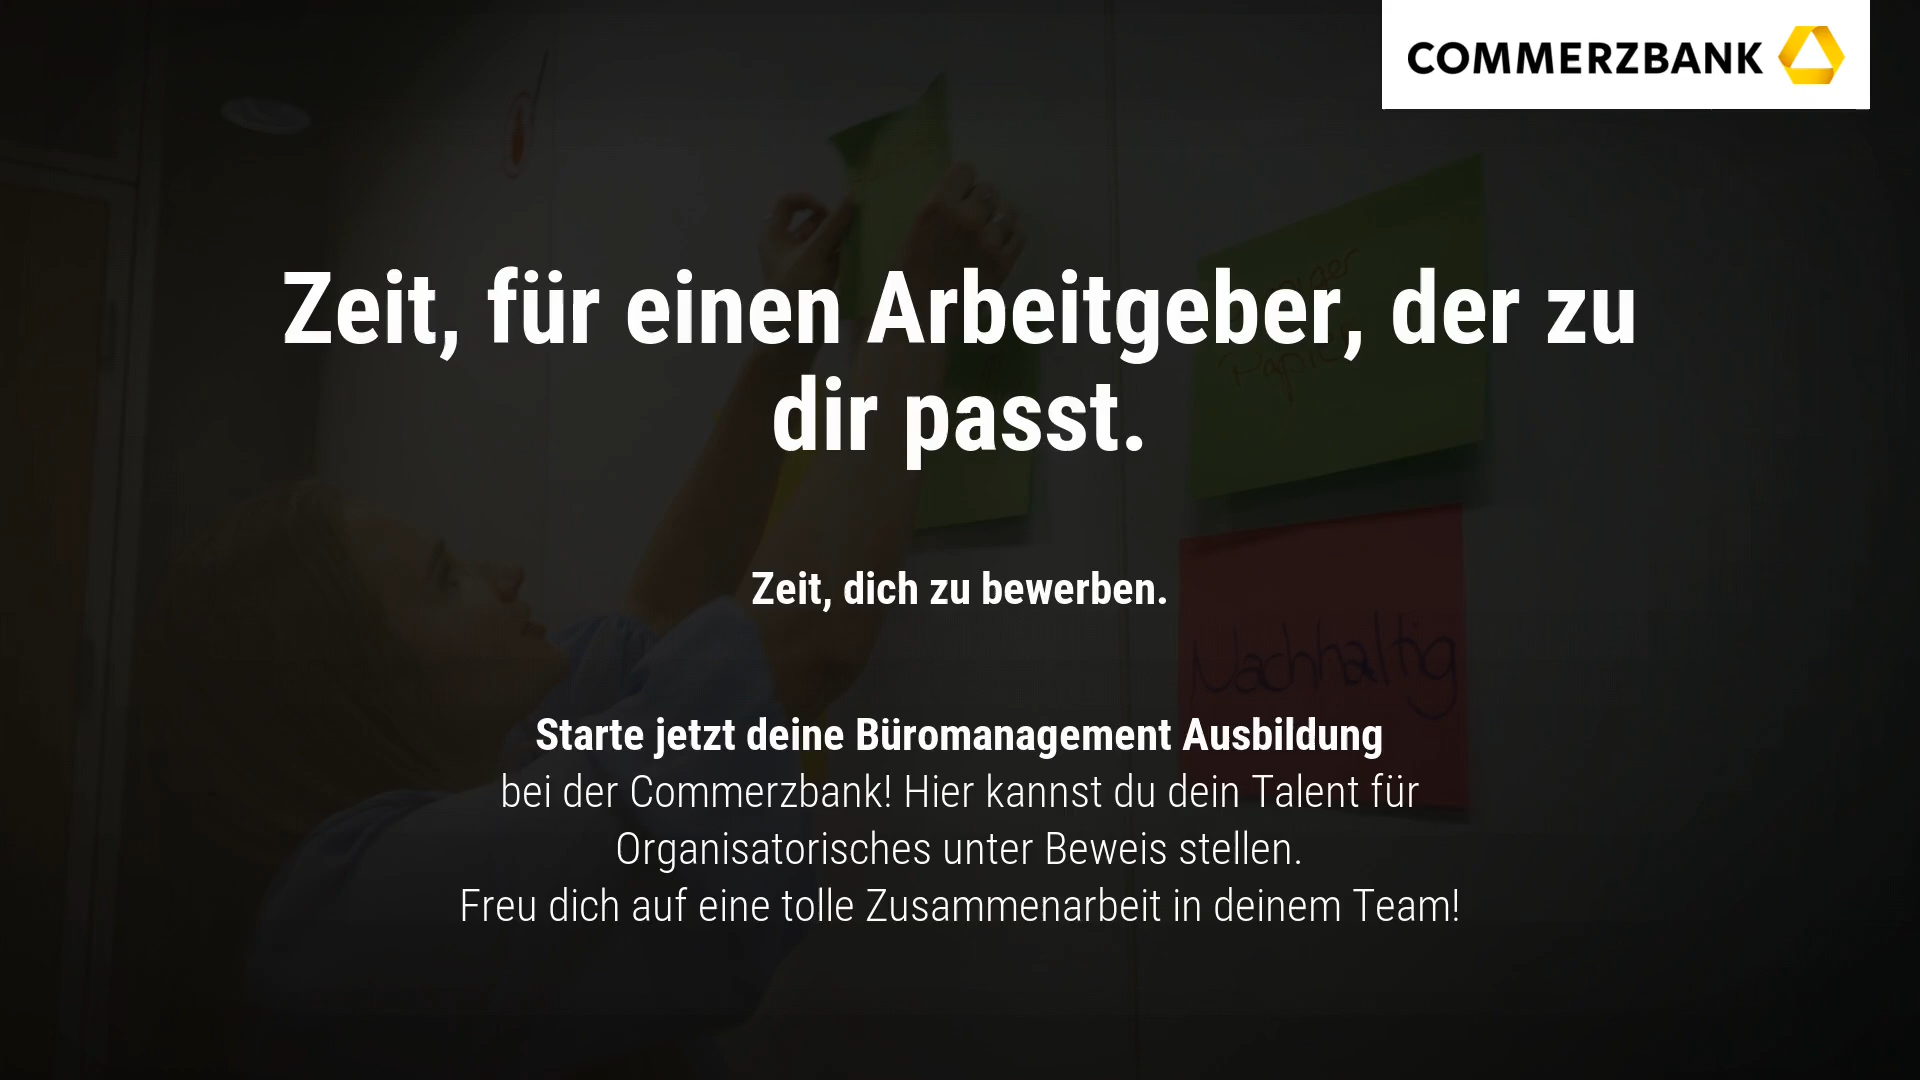 COMMERZBANK
Zeit, für einen Arbeitgeber, der zu
dir passt.
Zeit, dich zu bewerben.
Nachhaltig
Starte jetzt deine Büromanagement Ausbildung
bei der Commerzbank! Hier kannst du dein Talent für
Organisatorisches unter Beweis stellen.
Freu dich auf eine tolle Zusammenarbeit in deinem Team!